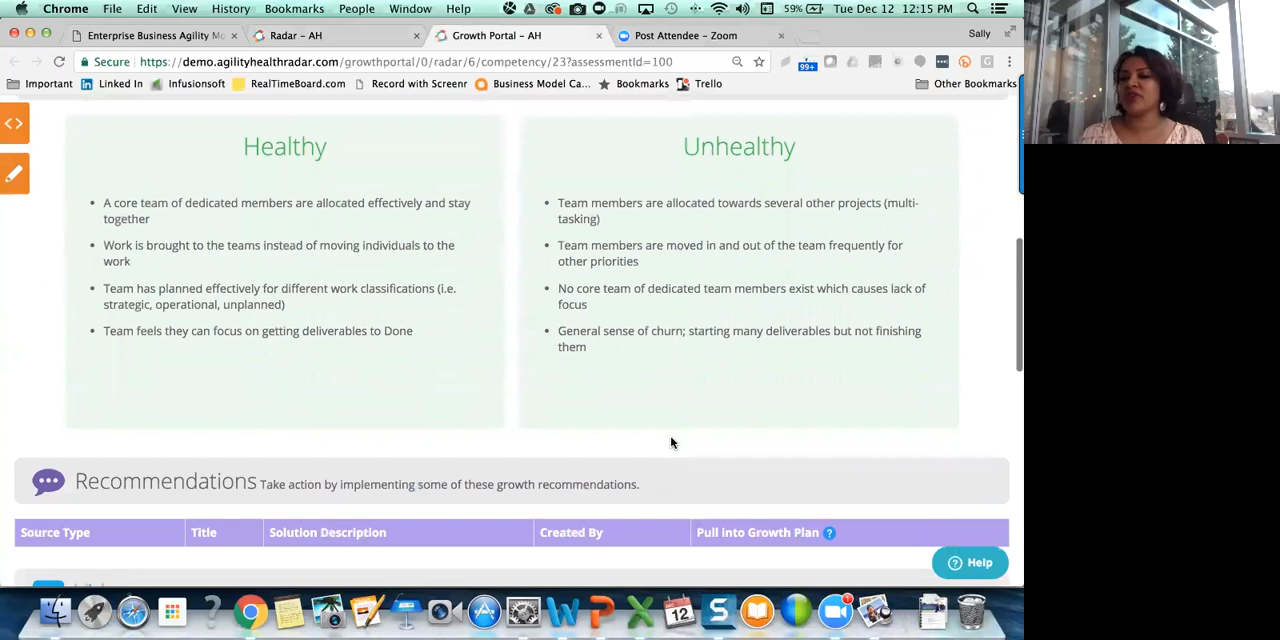 Chrome File Edit View History Bookmarks People Window Help 59% Tue Dec 12 12:15 PM
Enterprise Business Agility Mo × Radar – AH × Growth Portal – AH × Post Attendee – Zoom × Sally
Secure https://demo.agilityhealthradar.com/growthportal/0/radar/6/competency/23?assessmentId=100 99+
Important Linked In Infusionsoft RealTimeBoard.com Record with Screenr Business Model Ca... Bookmarks Trello Other Bookmarks
Healthy
A core team of dedicated members are allocated effectively and stay
together
Work is brought to the teams instead of moving individuals to the
work
Team has planned effectively for different work classifications (i.e.
strategic, operational, unplanned)
Team feels they can focus on getting deliverables to Done
Unhealthy
Team members are allocated towards several other projects (multi-
tasking)
Team members are moved in and out of the team frequently for
other priorities
No core team of dedicated team members exist which causes lack of
focus
General sense of churn; starting many deliverables but not finishing
them
Recommendations Take action by implementing some of these growth recommendations.
Source Type Title Solution Description Created By Pull into Growth Plan ?
Help
12